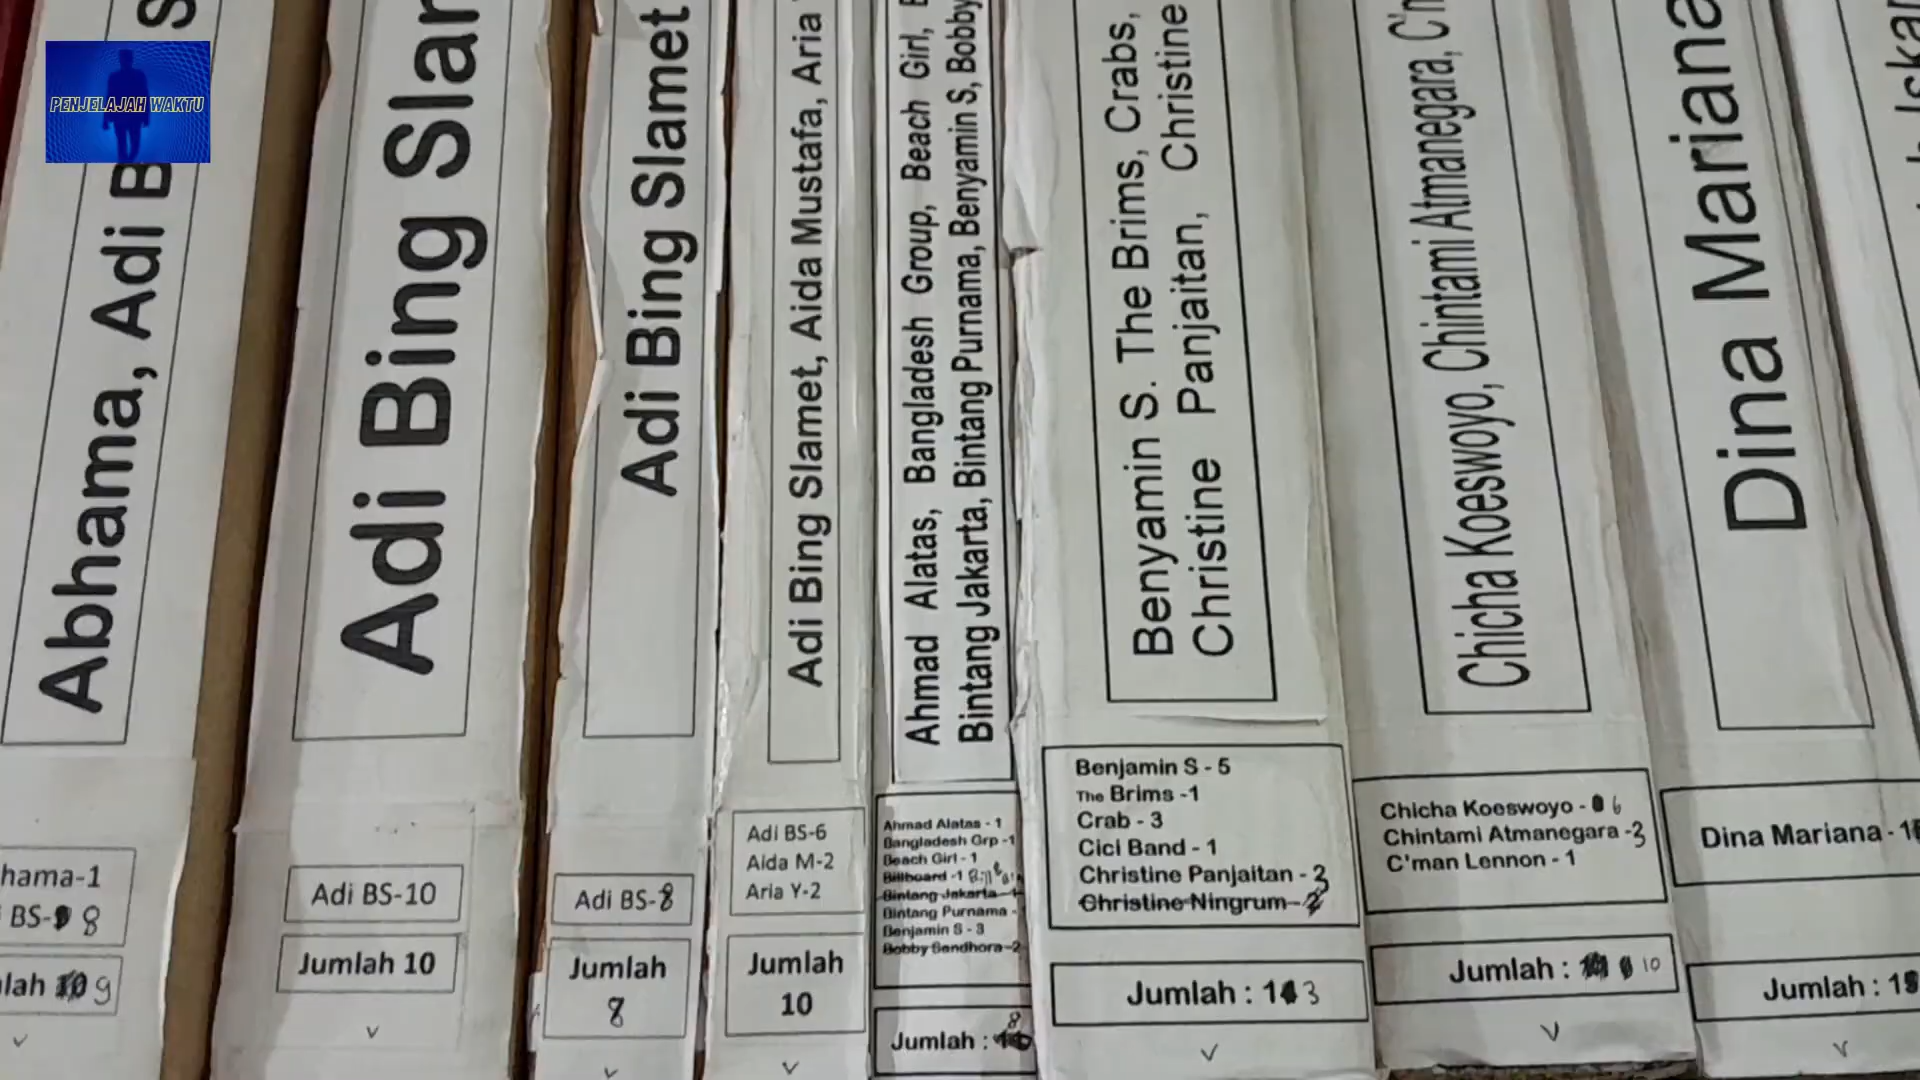 PENJELAJAH WAKTU
Abhama, Adi B
hama-1
BS-8
lah 9
Adi Bing Slam
Adi BS-10
Jumlah 10
Adi Bing Slamet
Adi BS-8
Jumlah
8
Adi Bing Slamet, Aida Mustafa, Aria
Adi BS-6
Aida M-2
Aria Y-2
Jumlah
10
Ahmad Alatas, Bangladesh Group, Beach Girl,
Bintang Jakarta, Bintang Purnama, Benyamin S, Bobby
Ahmad Alatas - 1
Bangladesh Grp -1
Beach Girl - 1
Billboard -1
Bintang Jakarta
Bintang Purnama -
Benjamin S - 3
Bobby Sandhora-2
Jumlah : 8
Benyamin S. The Brims, Crabs,
Christine Panjaitan, Christine
Benjamin S - 5
The Brims -1
Crab - 3
Cici Band - 1
Christine Panjaitan - 3
Christine Ningrum-2
Jumlah : 13
Chicha Koeswoyo, Chintami Atmanegara, C'm
Chicha Koeswoyo - 6
Chintami Atmanegara -3
C'man Lennon - 1
Jumlah : 10
Dina Mariana
Dina Mariana - 1
Jumlah : 1